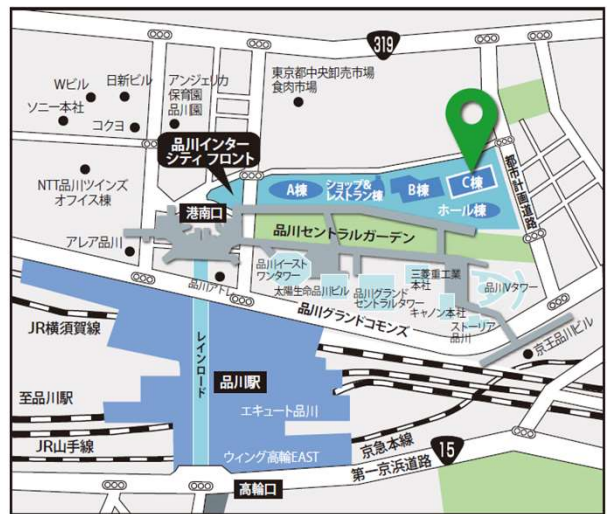 319
Wビル
日新ビル
アンジェリカ
保育園
品川園
東京都中央卸売市場
食肉市場
ソニー本社
コクヨ
品川インター
シティ フロント
NTT品川ツインズ
オフィス棟
港南口
A棟
ショップ&
レストラン棟
B棟
C棟
ホール棟
都市計画道路
アレア品川
品川セントラルガーデン
品川アトレ
品川イースト
ワンタワー
太陽生命品川ビル
品川グランド
セントラルタワー
三菱重工業
本社
キャノン本社
品川Vタワー
ストーリア
品川
品川グランドコモンズ
京王品川ビル
JR横須賀線
レインボーロード
至品川駅
品川駅
エキュート品川
JR山手線
ウィング高輪EAST
京急本線
第一京浜道路
15
高輪口